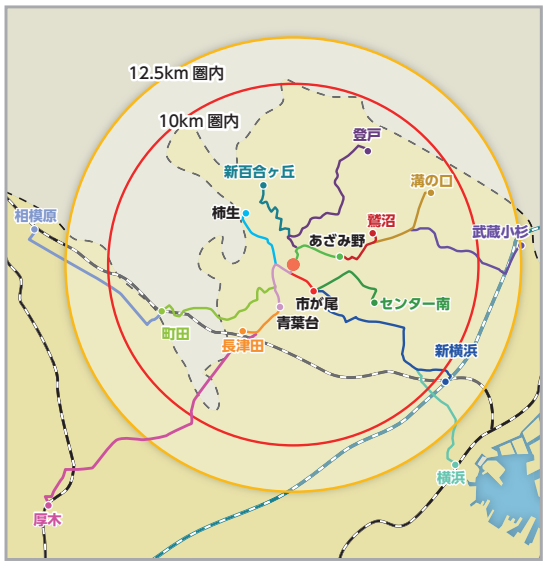 12.5km 圏内
10km 圏内
登戸
新百合ヶ丘
溝の口
柿生
鷺沼
相模原
あざみ野
武蔵小杉
市が尾
センター南
青葉台
町田
長津田
新横浜
横浜
厚木